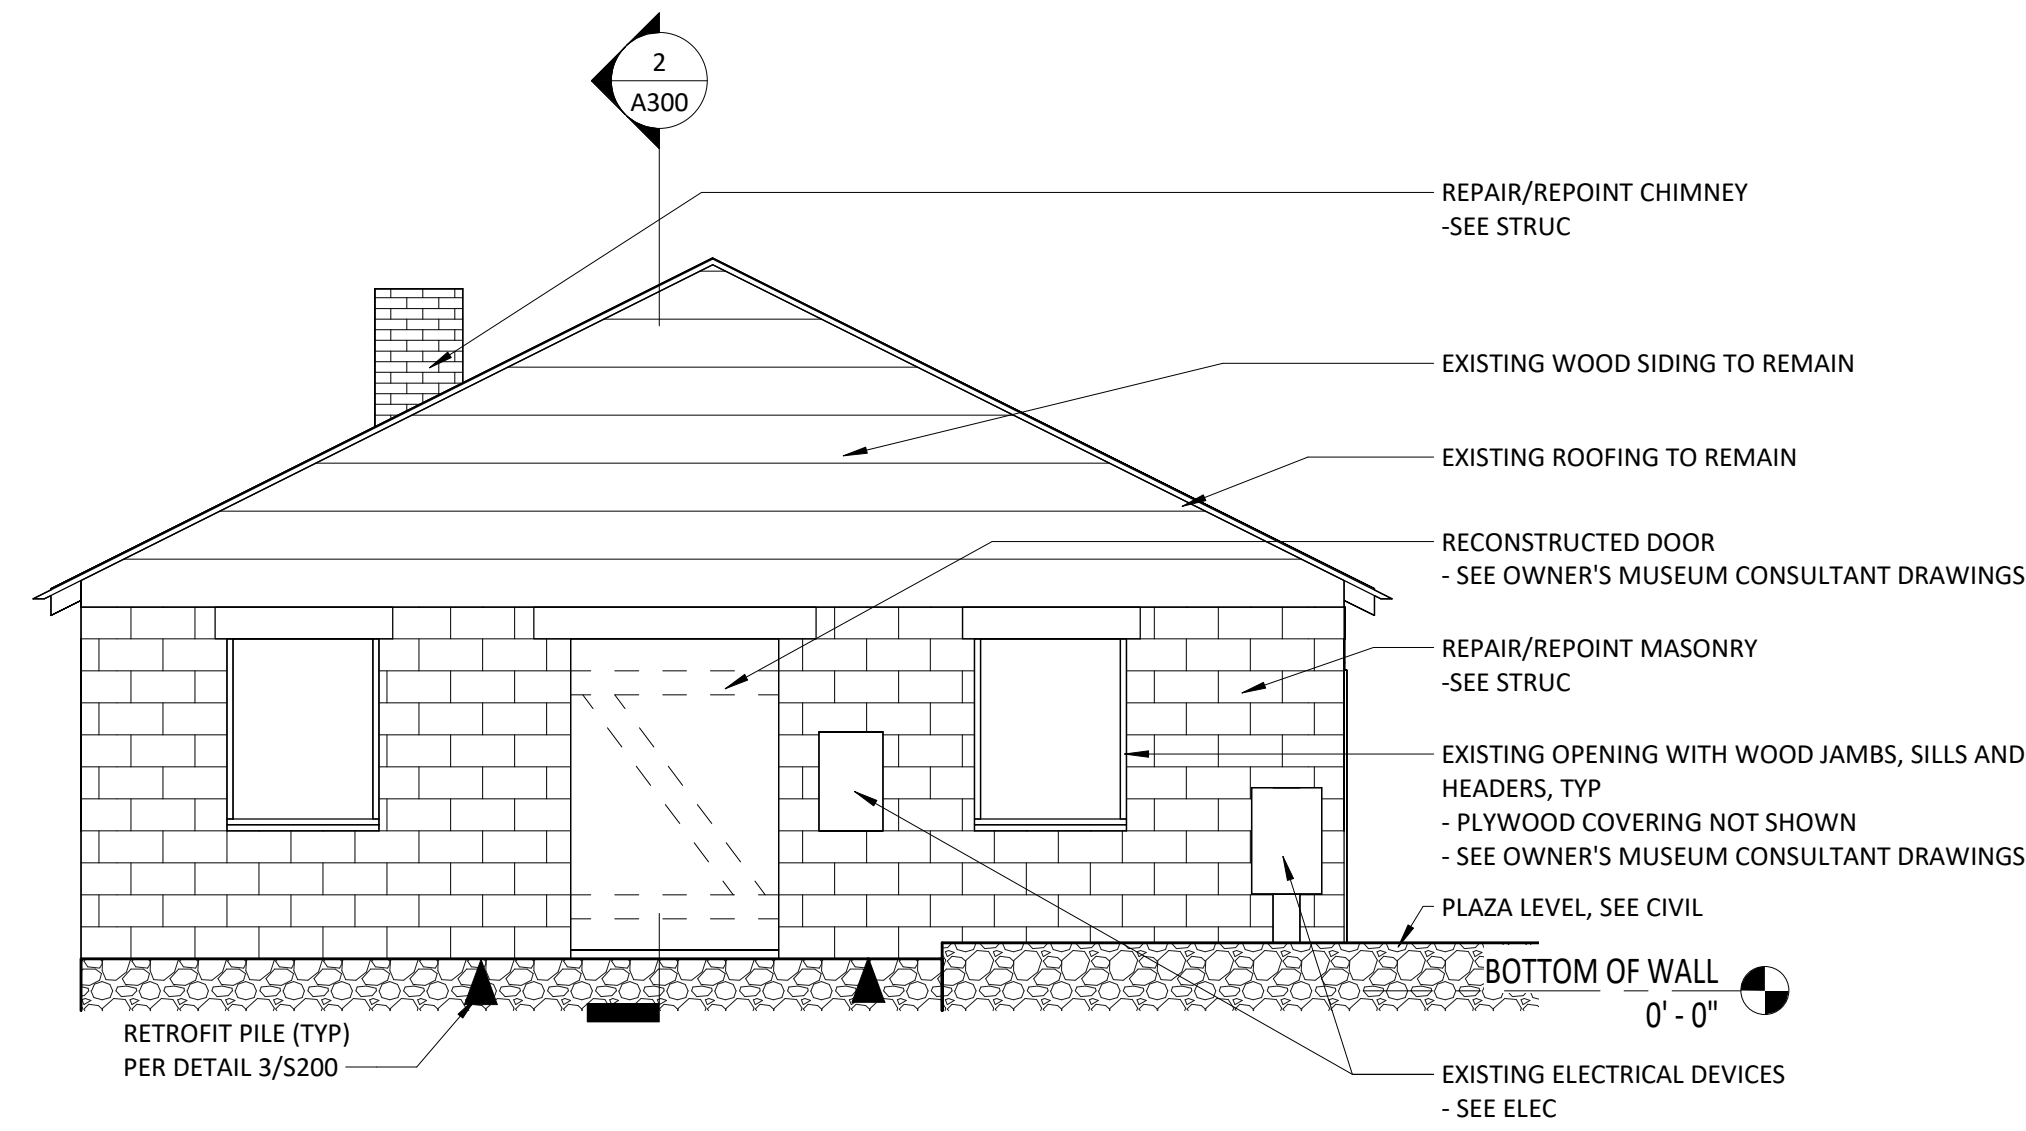 2
A300
REPAIR/REPOINT CHIMNEY
-SEE STRUC
EXISTING WOOD SIDING TO REMAIN
EXISTING ROOFING TO REMAIN
RECONSTRUCTED DOOR
- SEE OWNER'S MUSEUM CONSULTANT DRAWINGS
REPAIR/REPOINT MASONRY
-SEE STRUC
EXISTING OPENING WITH WOOD JAMBS, SILLS AND
HEADERS, TYP
- PLYWOOD COVERING NOT SHOWN
- SEE OWNER'S MUSEUM CONSULTANT DRAWINGS
PLAZA LEVEL, SEE CIVIL
BOTTOM OF WALL
0' - 0"
RETROFIT PILE (TYP)
PER DETAIL 3/S200
EXISTING ELECTRICAL DEVICES
- SEE ELEC